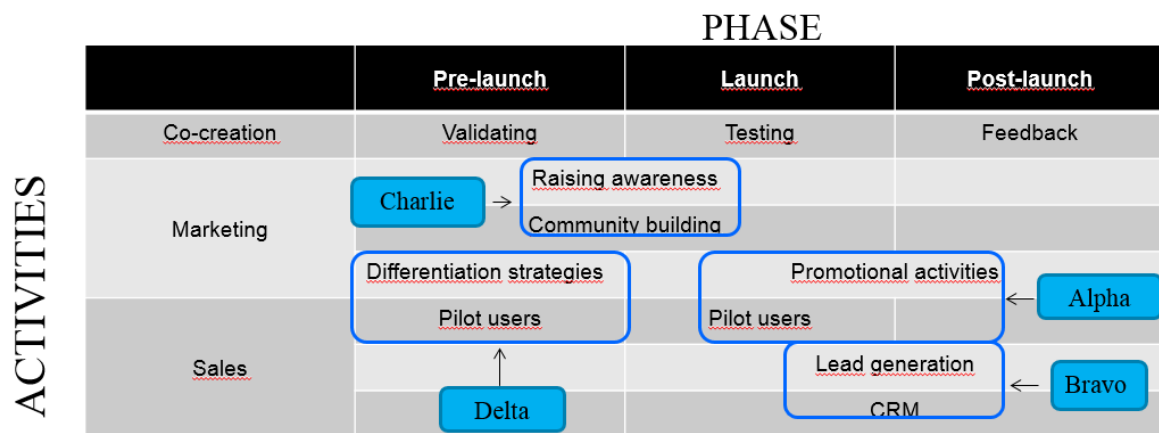 PHASE
Pre-launch Launch Post-launch
Co-creation Validating Testing Feedback
ACTIVITIES
Marketing
Charlie
Raising awareness
Community building
Differentiation strategies Promotional activities
Alpha
Sales
Pilot users Pilot users
Lead generation
Bravo
Delta
CRM